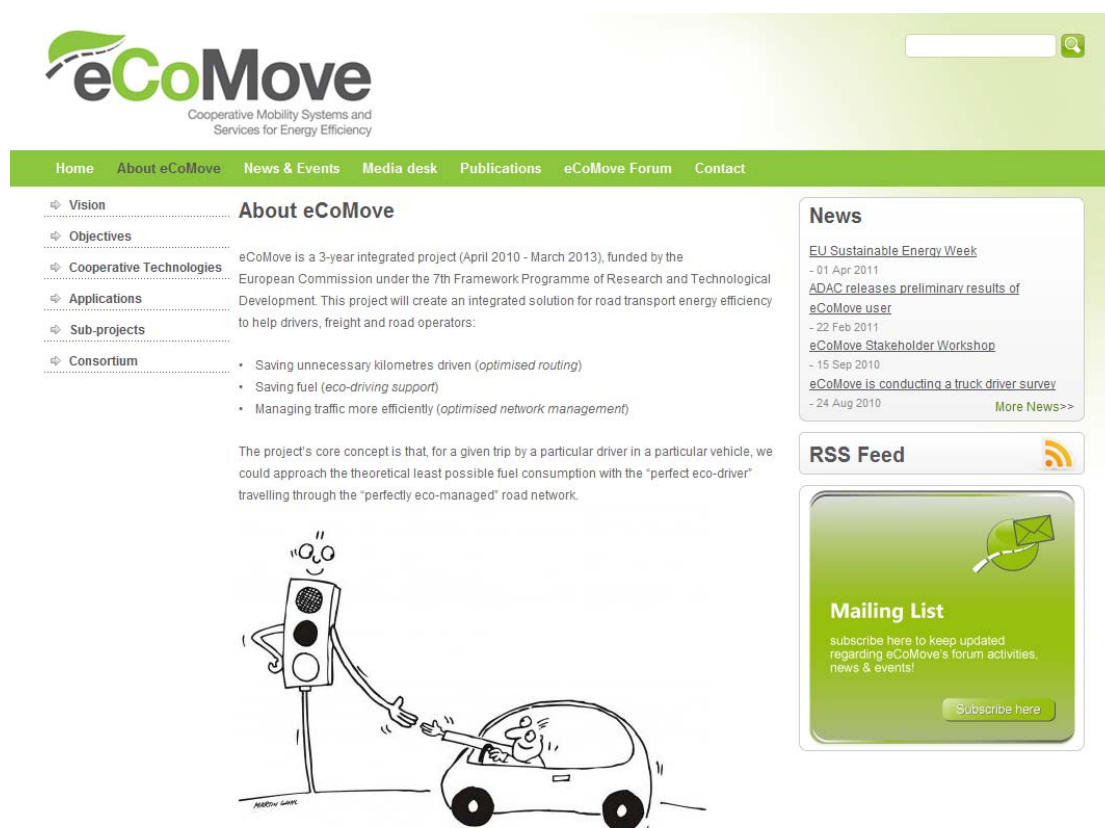 eCoMove
Cooperative Mobility Systems and
Services for Energy Efficiency
Home About eCoMove News & Events Media desk Publications eCoMove Forum Contact
Vision
Objectives
Cooperative Technologies
Applications
Sub-projects
Consortium
About eCoMove
eCoMove is a 3-year integrated project (April 2010 - March 2013), funded by the
European Commission under the 7th Framework Programme of Research and Technological
Development. This project will create an integrated solution for road transport energy efficiency
to help drivers, freight and road operators:
• Saving unnecessary kilometres driven (optimised routing)
• Saving fuel (eco-driving support)
• Managing traffic more efficiently (optimised network management)
The project's core concept is that, for a given trip by a particular driver in a particular vehicle, we
could approach the theoretical least possible fuel consumption with the "perfect eco-driver"
travelling through the "perfectly eco-managed" road network.
News
EU Sustainable Energy Week
- 01 Apr 2011
ADAC releases preliminary results of
eCoMove user
- 22 Feb 2011
eCoMove Stakeholder Workshop
- 15 Sep 2010
eCoMove is conducting a truck driver survey
- 24 Aug 2010
More News>>
RSS Feed
Mailing List
subscribe here to keep updated
regarding eCoMove's forum activities,
news & events!
Subscribe here